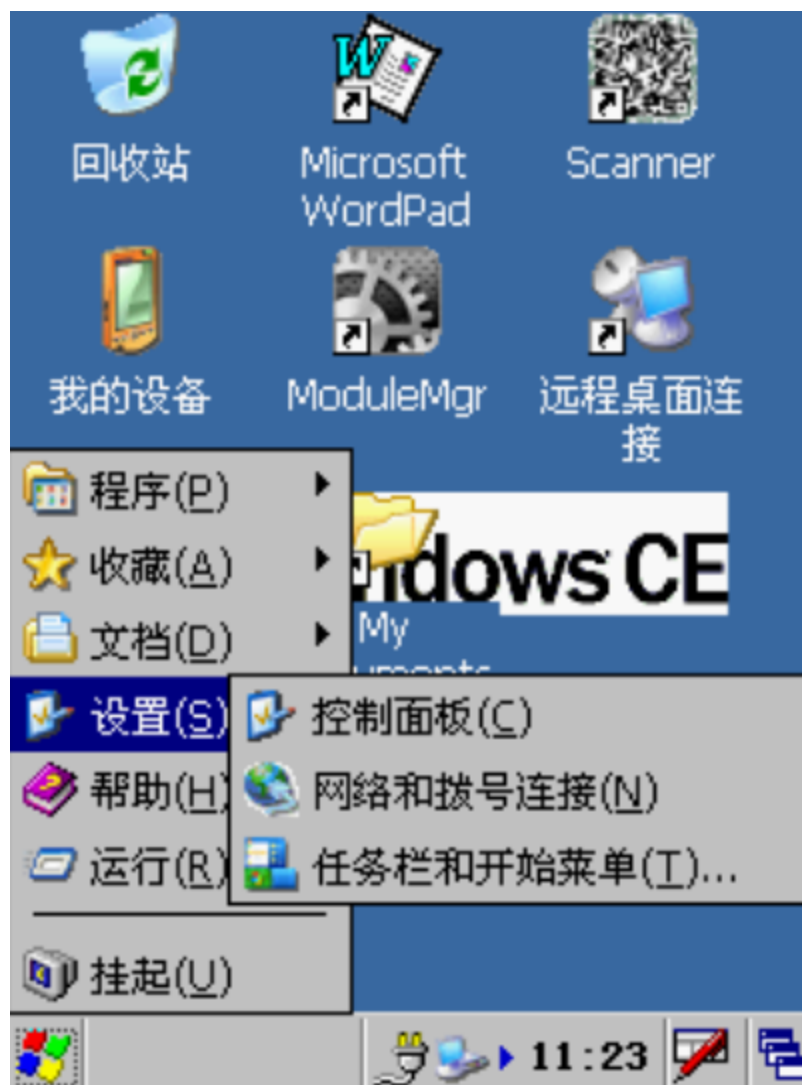 回收站
Microsoft
WordPad
Scanner
我的设备
ModuleMgr
远程桌面连
接
程序(P)
收藏(A)
ndows CE
文档(D)
My
uments
设置(S)
控制面板(C)
帮助(H)
网络和拨号连接(N)
运行(R)
任务栏和开始菜单(T)...
挂起(U)
11:23